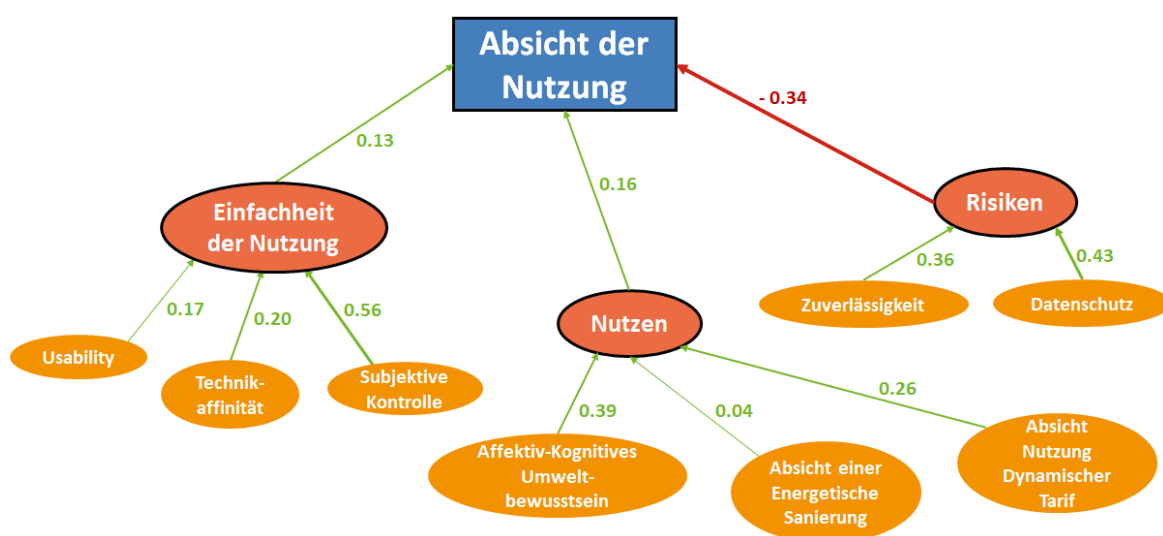 Absicht der
Nutzung
- 0.34
0.13
0.16
Einfachheit
der Nutzung
Risiken
0.36
0.43
0.17
0.20
0.56
Zuverlässigkeit
Datenschutz
Nutzen
Usability
Technik-
affinität
Subjektive
Kontrolle
0.39
0.04
0.26
Affektiv-Kognitives
Umwelt-
bewusstsein
Absicht einer
Energetische
Sanierung
Absicht
Nutzung
Dynamischer
Tarif